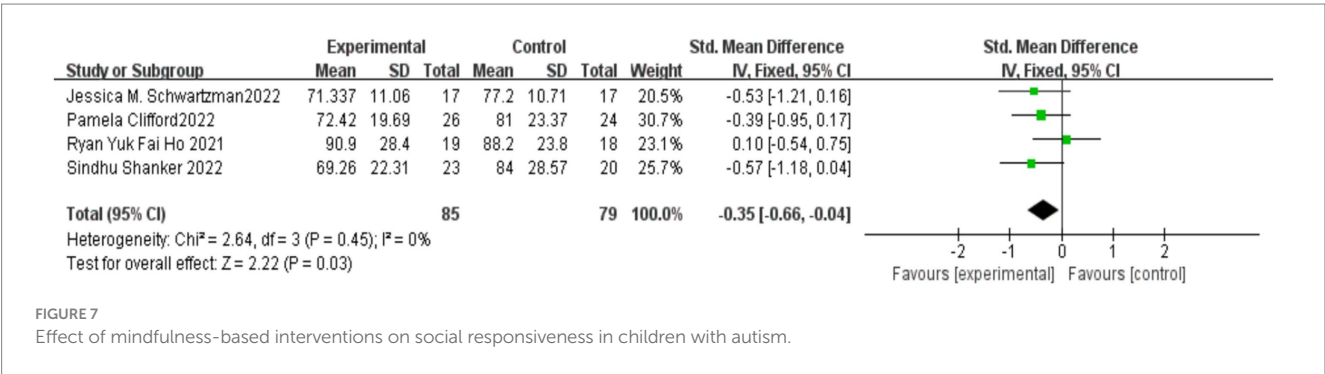 Experimental Control Std. Mean Difference Std. Mean Difference
Study or Subgroup Mean SD Total Mean SD Total Weight IV, Fixed, 95% CI IV, Fixed, 95% CI
Jessica M. Schwartzman2022 71.337 11.06 17 77.2 10.71 17 20.5% -0.53 [-1.21, 0.16]
Pamela Clifford2022 72.42 19.69 26 81 23.37 24 30.7% -0.39 [-0.95, 0.17]
Ryan Yuk Fai Ho 2021 90.9 28.4 19 88.2 23.8 18 23.1% 0.10 [-0.54, 0.75]
Sindhu Shanker 2022 69.26 22.31 23 84 28.57 20 25.7% -0.57 [-1.18, 0.04]
Total (95% CI) 85 79 100.0% -0.35 [-0.66, -0.04]
Heterogeneity: Chi² = 2.64, df = 3 (P = 0.45); I² = 0%
Test for overall effect: Z = 2.22 (P = 0.03)
-2 -1 0 1 2
Favours [experimental] Favours [control]
FIGURE 7
Effect of mindfulness-based interventions on social responsiveness in children with autism.